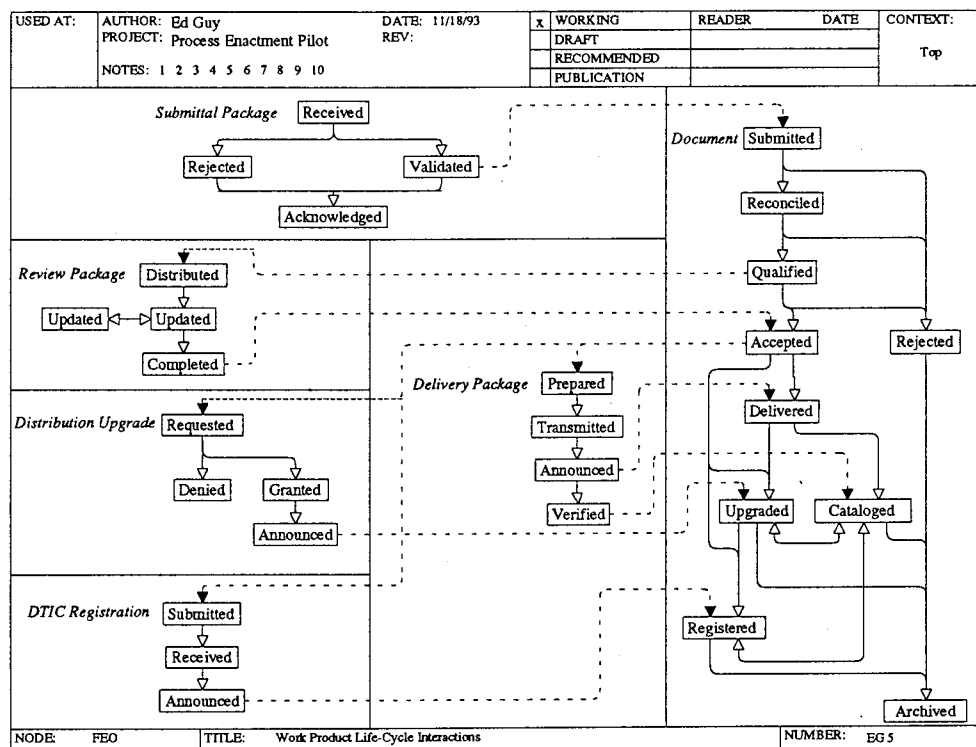 USED AT:
AUTHOR: Ed Guy
DATE: 11/18/93
PROJECT: Process Enactment Pilot
REV:
NOTES: 1 2 3 4 5 6 7 8 9 10
x WORKING
DRAFT
RECOMMENDED
PUBLICATION
READER DATE
CONTEXT:
Top
Submittal Package
Received
Rejected
Validated
Acknowledged
Document
Submitted
Reconciled
Qualified
Accepted
Rejected
Delivered
Upgraded
Cataloged
Registered
Archived
Review Package
Distributed
Updated
Updated
Completed
Delivery Package
Prepared
Transmitted
Announced
Verified
Distribution Upgrade
Requested
Denied
Granted
Announced
DTIC Registration
Submitted
Received
Announced
NODE: FEO
TITLE: Work Product Life-Cycle Interactions
NUMBER: EG 5